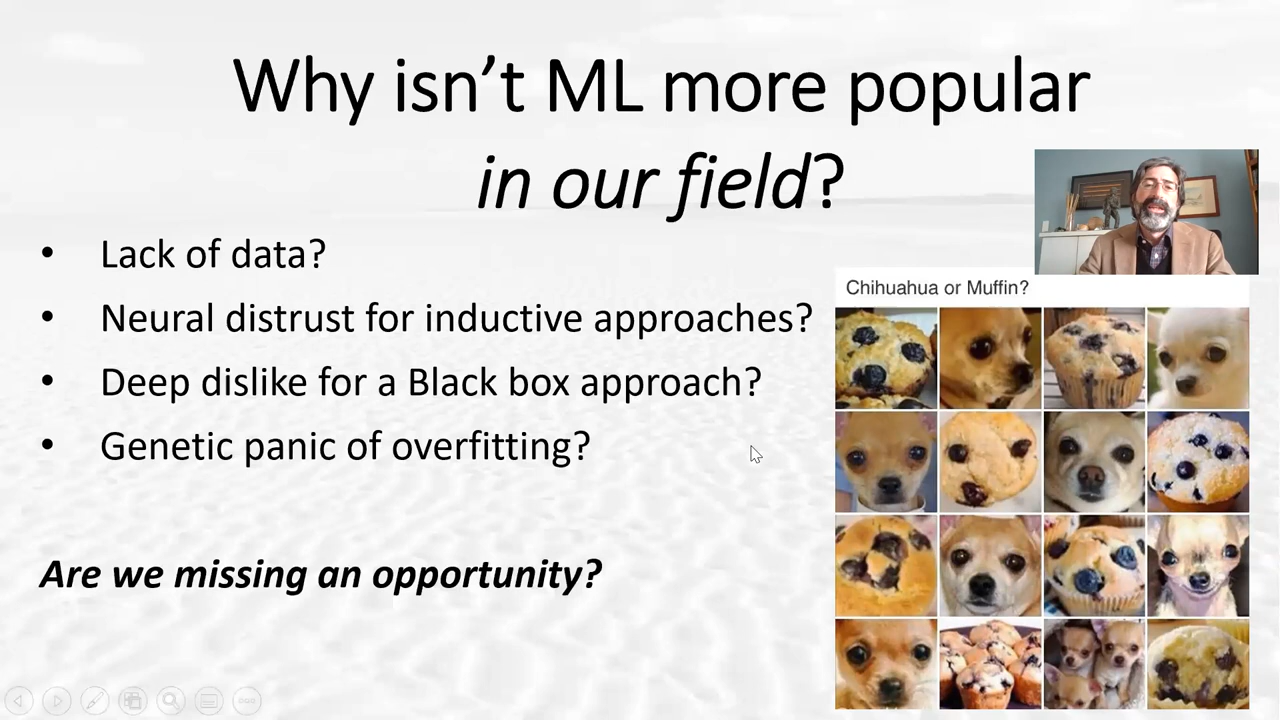 Why isn’t ML more popular
in our field?
• Lack of data?
• Neural distrust for inductive approaches?
• Deep dislike for a Black box approach?
• Genetic panic of overfitting?
Are we missing an opportunity?
Chihuahua or Muffin?